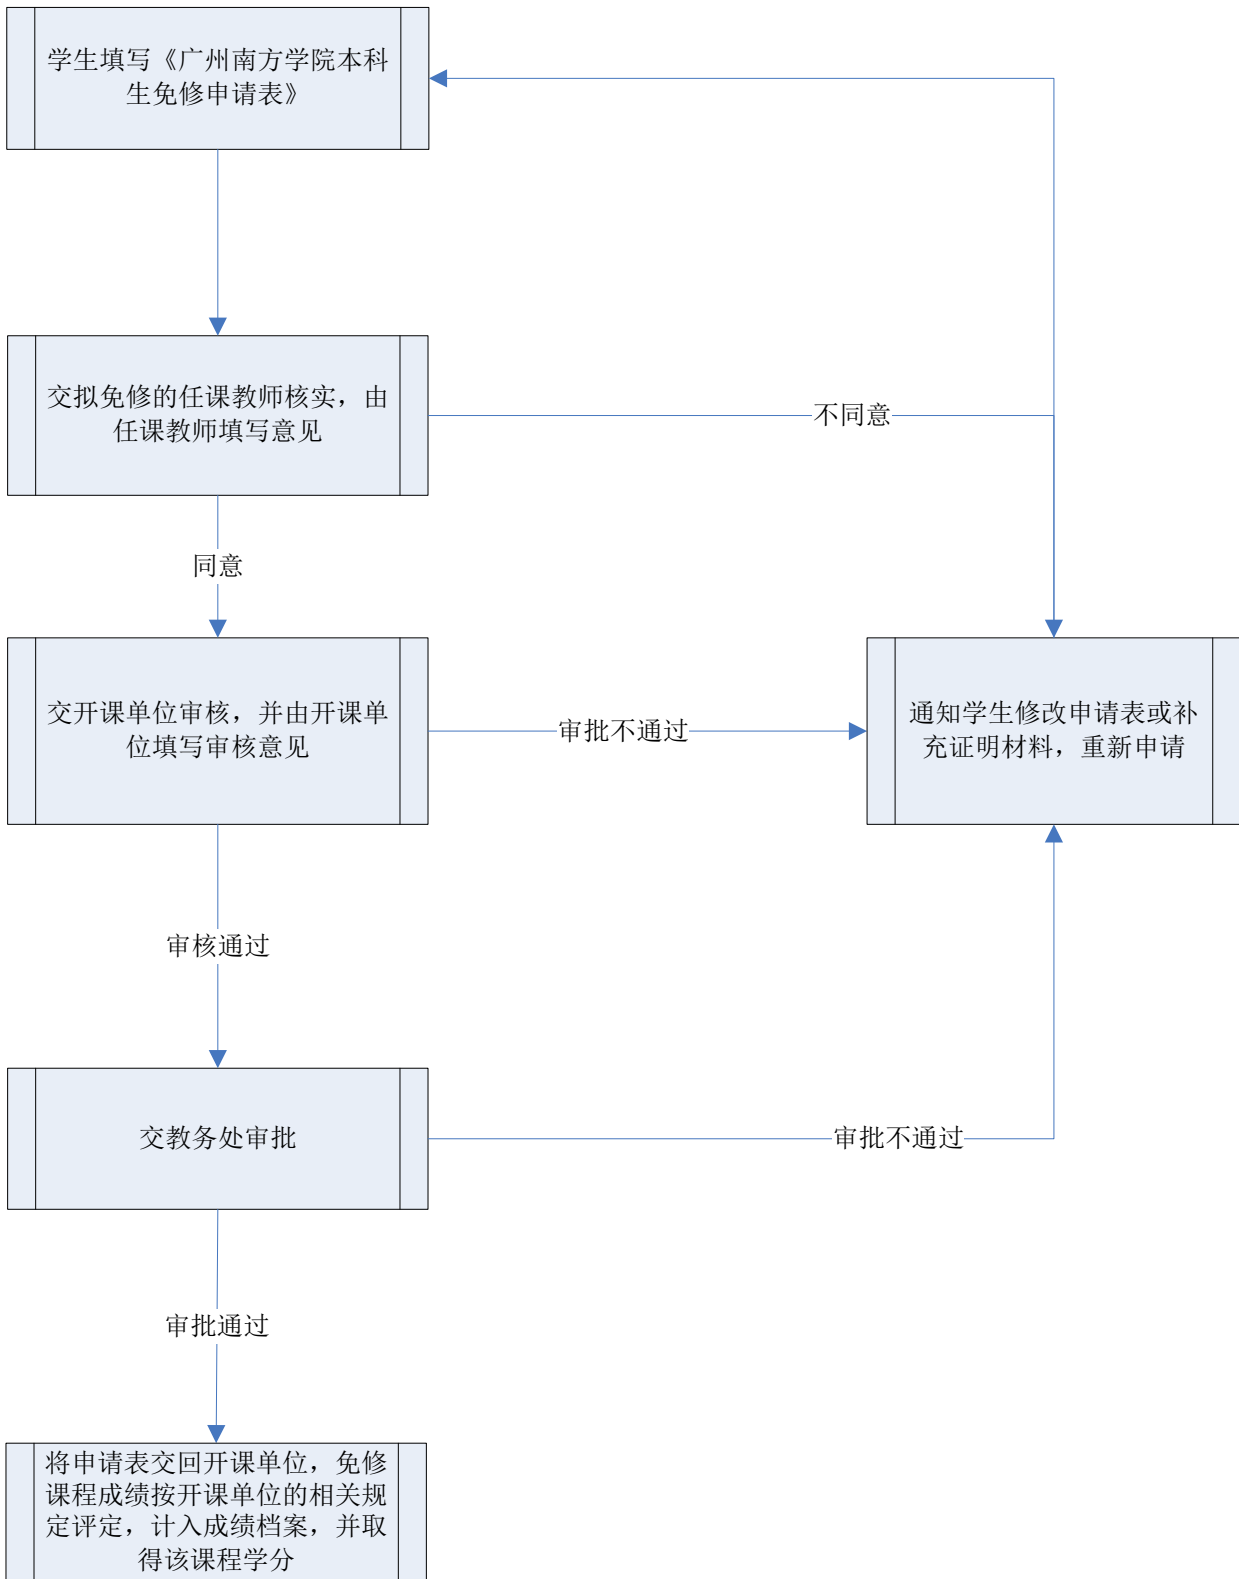 学生填写《广州南方学院本科
生免修申请表》
交拟免修的任课教师核实，由
任课教师填写意见
不同意
同意
交开课单位审核，并由开课单
位填写审核意见
审批不通过
通知学生修改申请表或补
充证明材料，重新申请
审核通过
交教务处审批
审批不通过
审批通过
将申请表交回开课单位，免修
课程成绩按开课单位的相关规
定评定，计入成绩档案，并取
得该课程学分